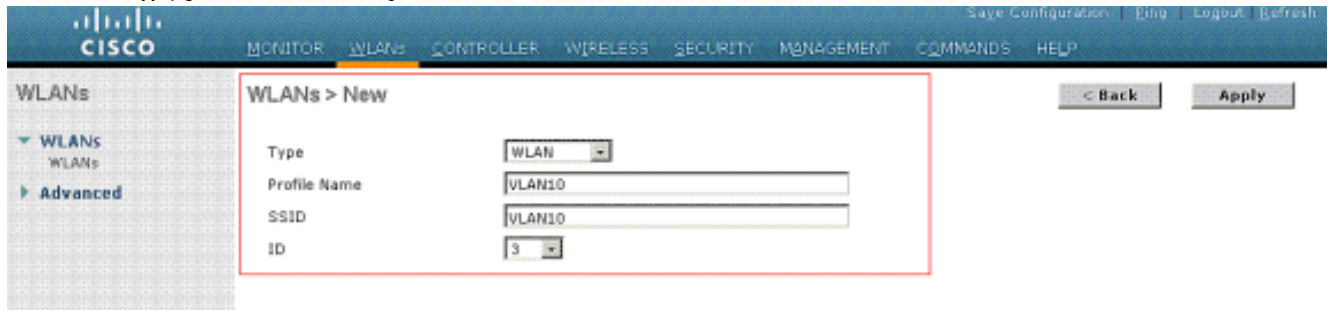 Save Configuration | Ping | Logout | Refresh
CISCO
MONITOR WLANs CONTROLLER WIRELESS SECURITY MANAGEMENT COMMANDS HELP
WLANs
WLANs > New
< Back
Apply
WLANs
WLANs
Advanced
Type WLAN
Profile Name VLAN10
SSID VLAN10
ID 3